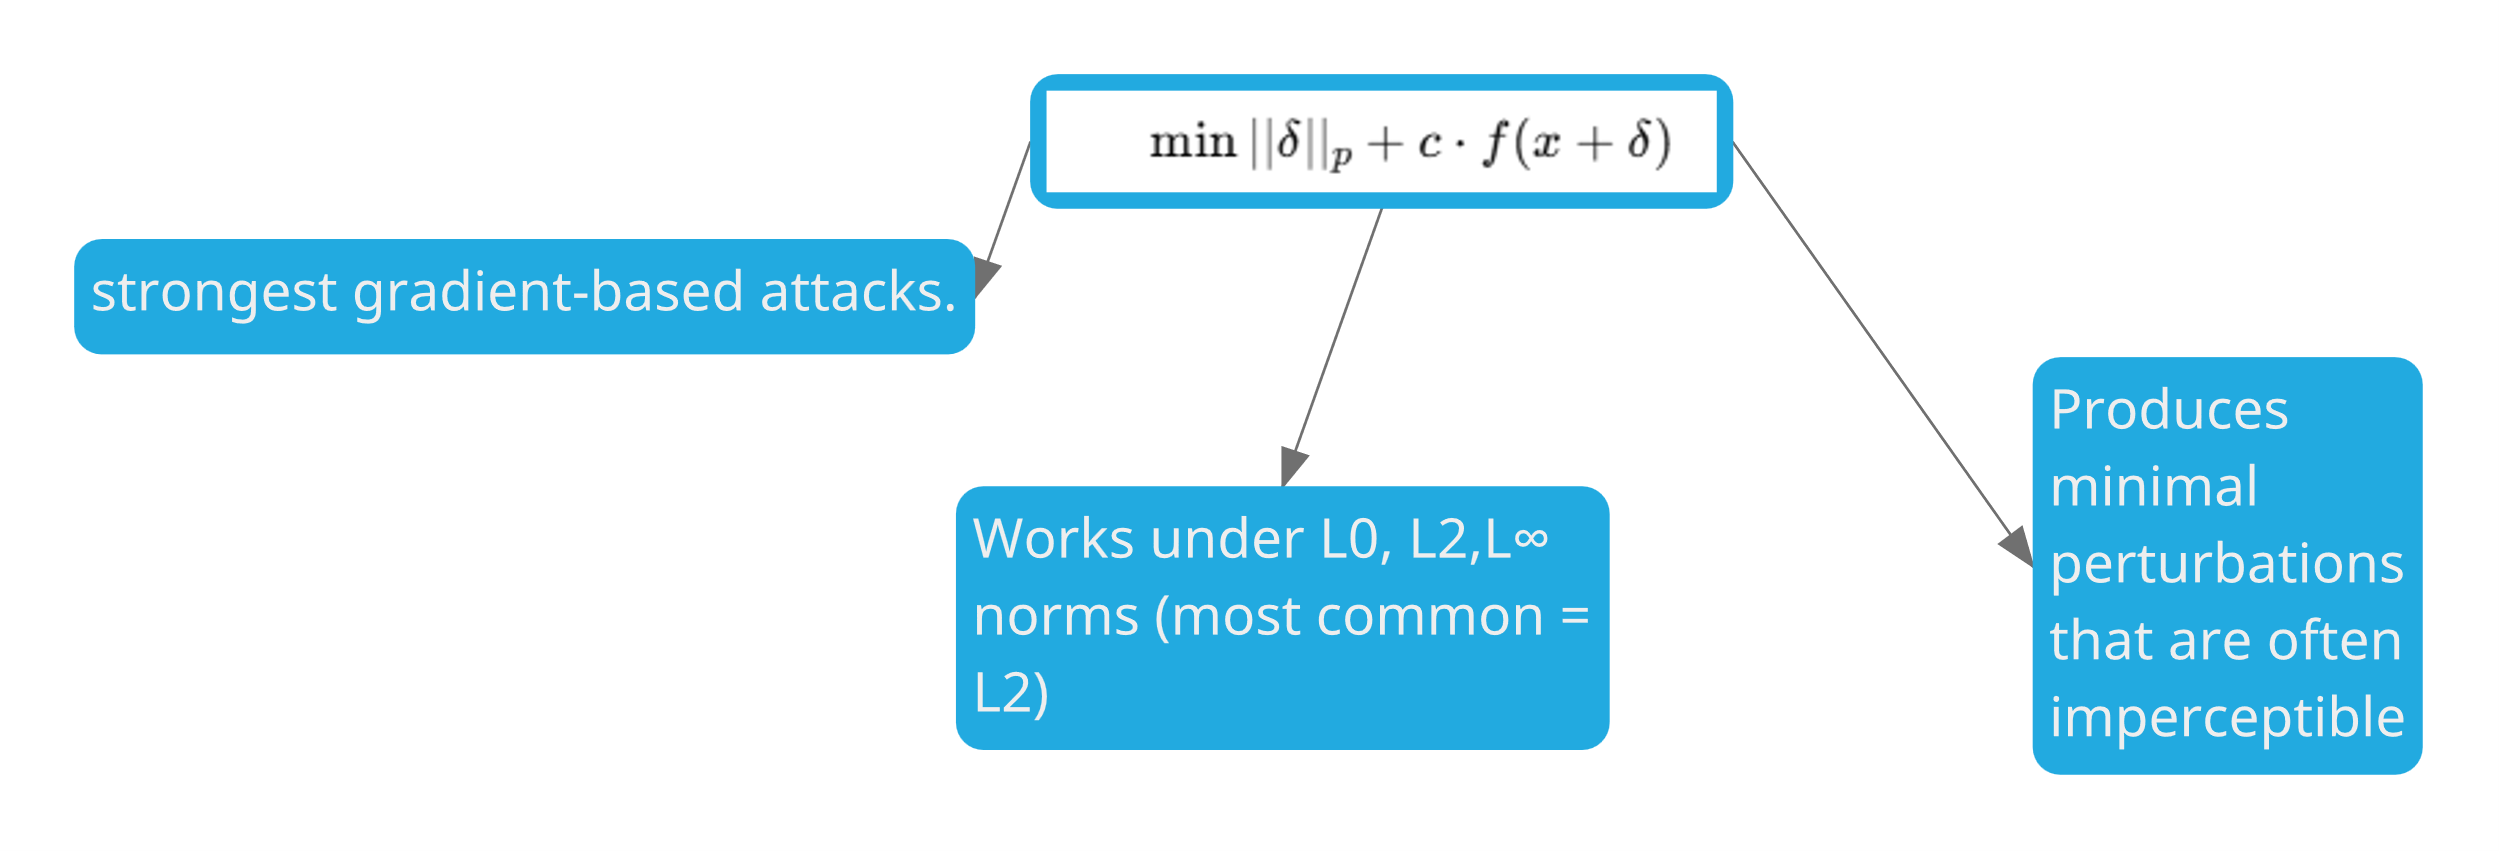 min ||δ||ₚ + c · f(x + δ)
strongest gradient-based attacks.
Works under L0, L2,L∞
norms (most common =
L2)
Produces
minimal
perturbations
that are often
imperceptible